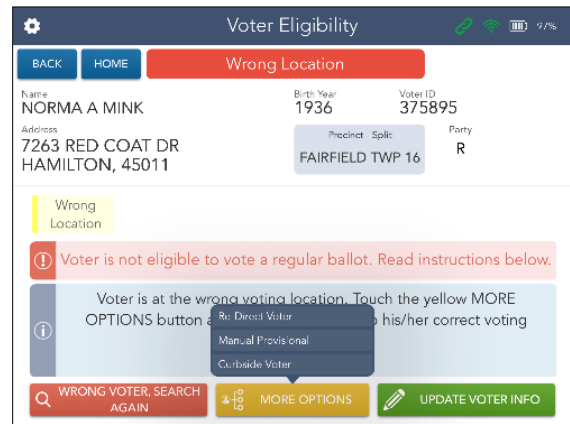 Voter Eligibility
97%
BACK
HOME
Wrong Location
Name
Birth Year
Voter ID
NORMA A MINK
1936
375895
Address
Precinct - Split
Party
7263 RED COAT DR
HAMILTON, 45011
FAIRFIELD TWP 16
R
Wrong
Location
Voter is not eligible to vote a regular ballot. Read instructions below.
Voter is at the wrong voting location. Touch the yellow MORE
OPTIONS button his/her correct voting
Re-Direct Voter
Manual Provisional
Curbside Voter
WRONG VOTER, SEARCH
AGAIN
MORE OPTIONS
UPDATE VOTER INFO